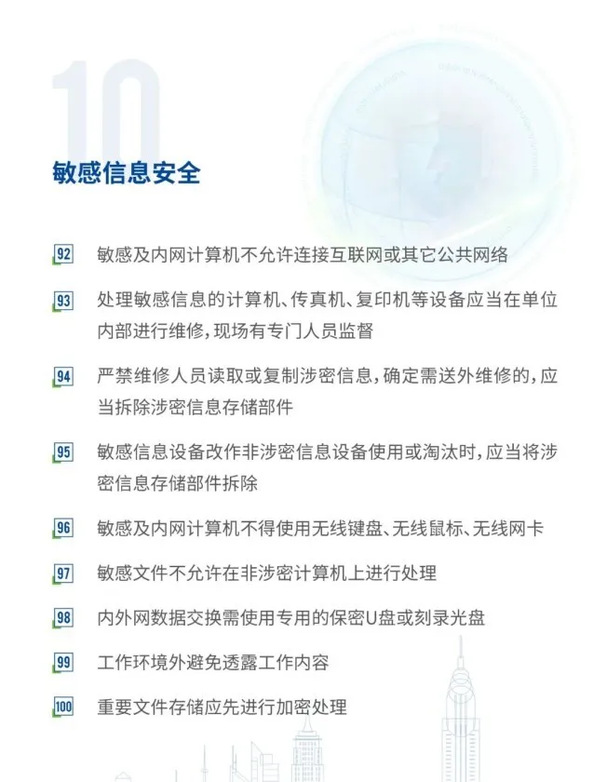 10
敏感信息安全
92 敏感及内网计算机不允许连接互联网或其它公共网络
93 处理敏感信息的计算机、传真机、复印机等设备应当在单位
内部进行维修,现场有专门人员监督
94 严禁维修人员读取或复制涉密信息,确定需送外维修的,应
当拆除涉密信息存储部件
95 敏感信息设备改作非涉密信息设备使用或淘汰时,应当将涉
密信息存储部件拆除
96 敏感及内网计算机不得使用无线键盘、无线鼠标、无线网卡
97 敏感文件不允许在非涉密计算机上进行处理
98 内外网数据交换需使用专用的保密U盘或刻录光盘
99 工作环境外避免透露工作内容
100 重要文件存储应先进行加密处理